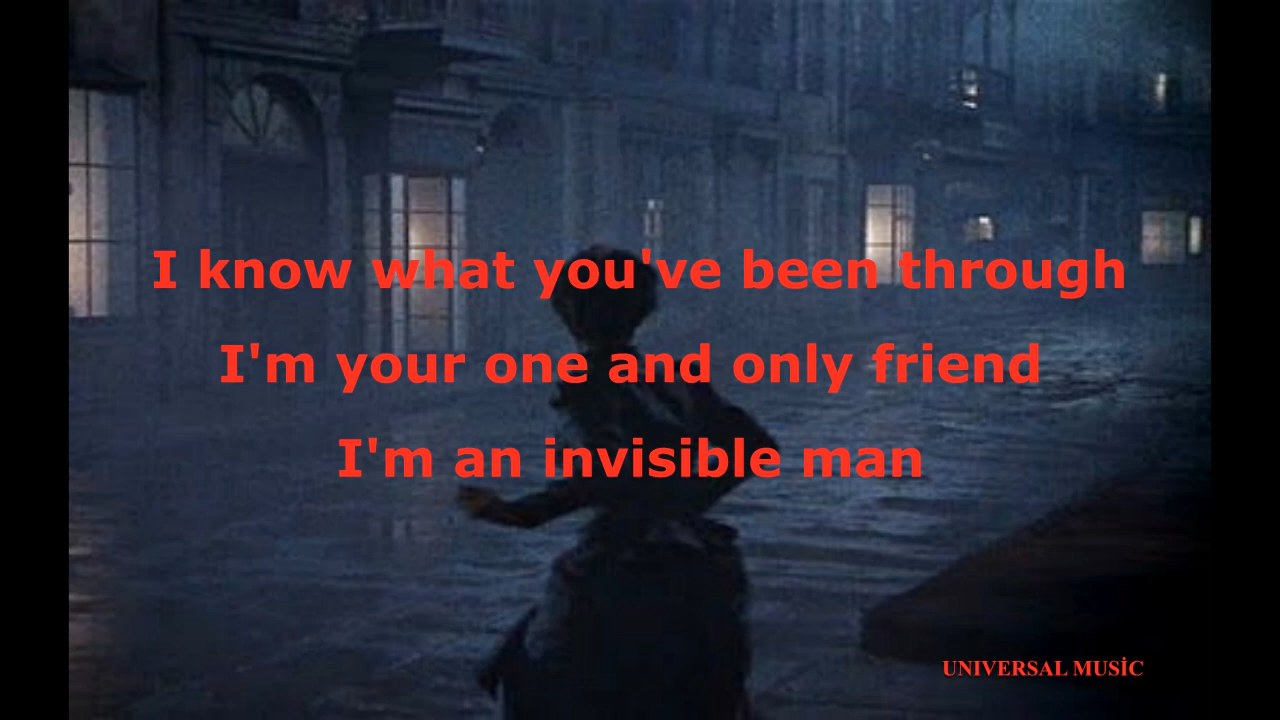 I know what you've been through
I'm your one and only friend
I'm an invisible man
UNIVERSAL MUSİC